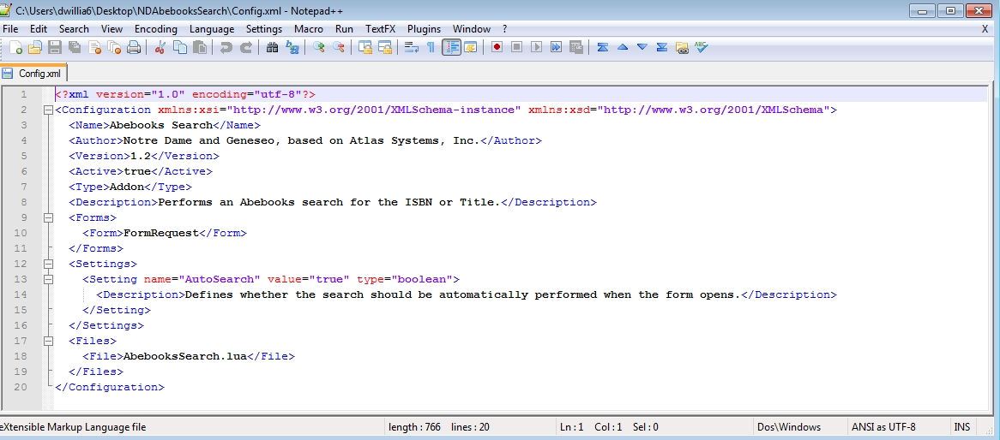 C:\Users\dwillia6\Desktop\NDAbebooksSearch\Config.xml - Notepad++
File Edit Search View Encoding Language Settings Macro Run TextFX Plugins Window ? X
ABC
Config.xml
1 <?xml version="1.0" encoding="utf-8"?>
2 <Configuration xmlns:xsi="http://www.w3.org/2001/XMLSchema-instance" xmlns:xsd="http://www.w3.org/2001/XMLSchema">
3 <Name>Abebooks Search</Name>
4 <Author>Notre Dame and Geneseo, based on Atlas Systems, Inc.</Author>
5 <Version>1.2</Version>
6 <Active>true</Active>
7 <Type>Addon</Type>
8 <Description>Performs an Abebooks search for the ISBN or Title.</Description>
9 <Forms>
10 <Form>FormRequest</Form>
11 </Forms>
12 <Settings>
13 <Setting name="AutoSearch" value="true" type="boolean">
14 <Description>Defines whether the search should be automatically performed when the form opens.</Description>
15 </Setting>
16 </Settings>
17 <Files>
18 <File>AbebooksSearch.lua</File>
19 </Files>
20 </Configuration>
eXtensible Markup Language file length : 766 lines : 20 Ln : 1 Col : 1 Sel : 0 Dos\Windows ANSI as UTF-8 INS